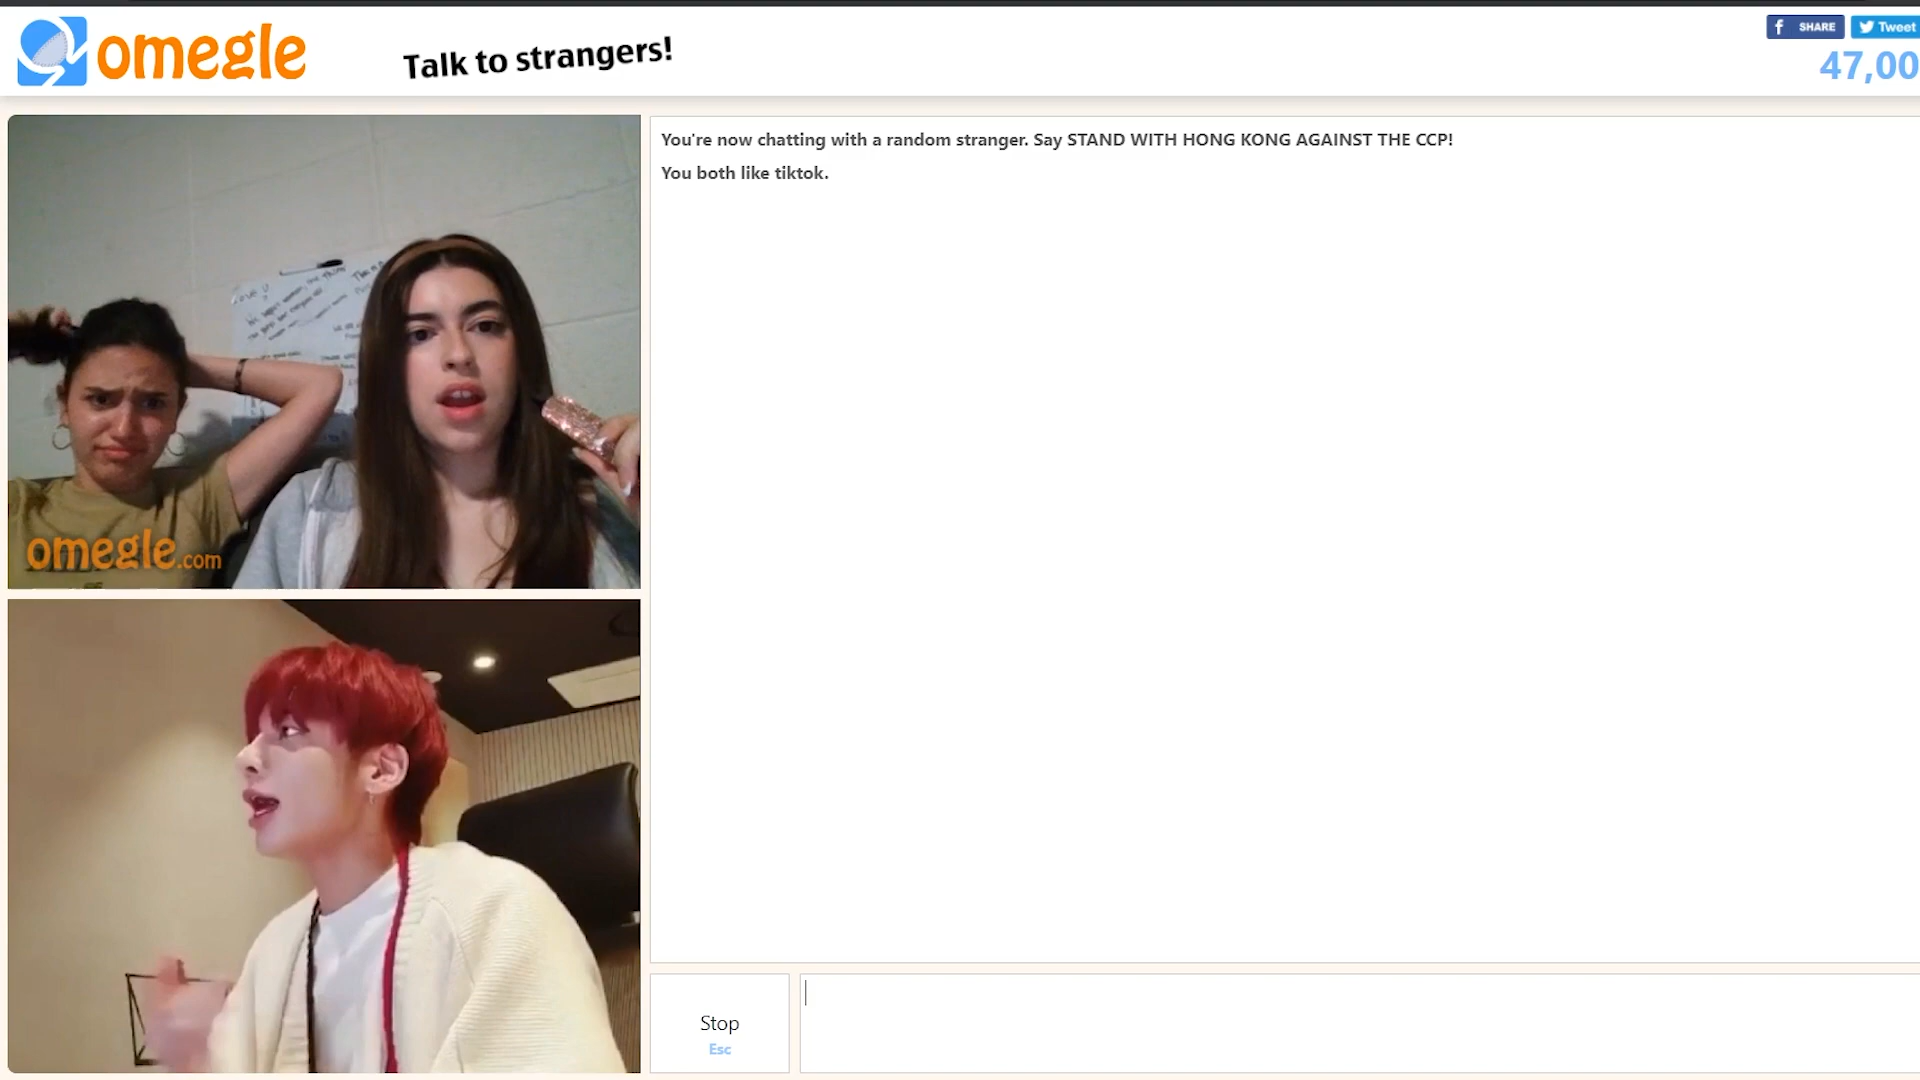 omegle
Talk to strangers!
SHARE
Tweet
47,00
You're now chatting with a random stranger. Say STAND WITH HONG KONG AGAINST THE CCP!
You both like tiktok.
Love u
omegle.com
Stop
Esc